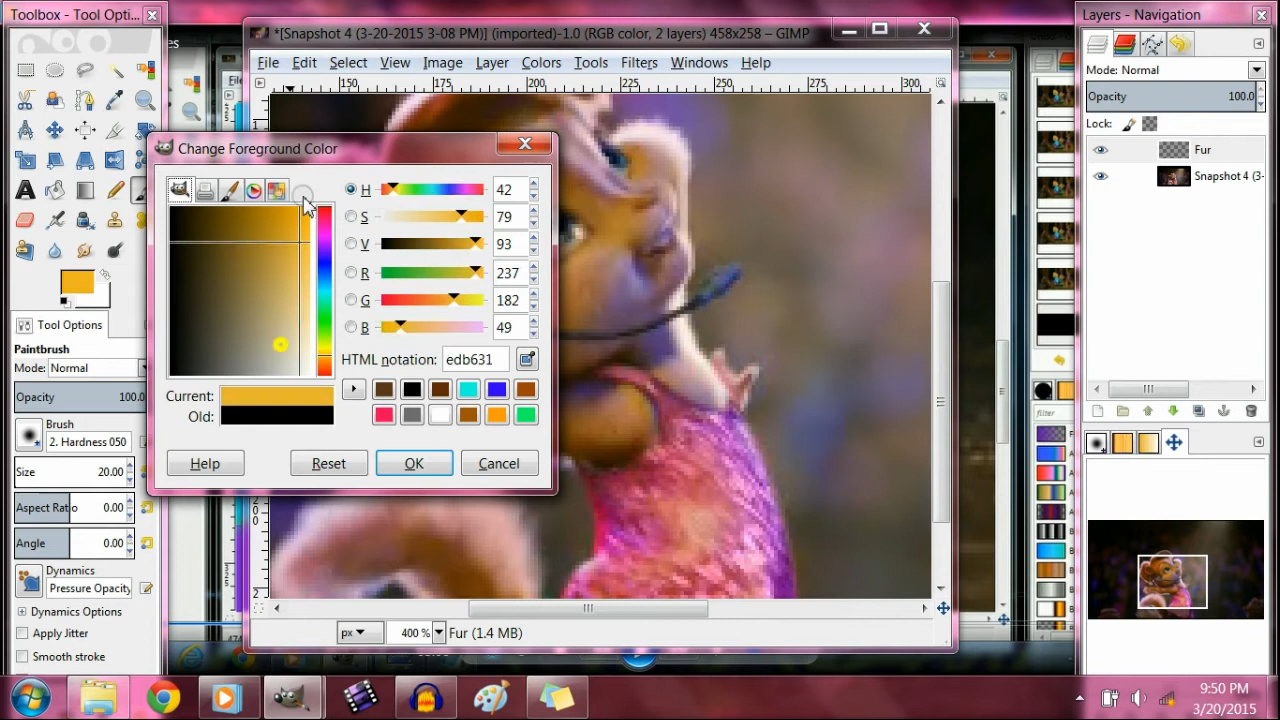 Toolbox - Tool Opti...
*[Snapshot 4 (3-20-2015 3-08 PM)] (imported)-1.0 (RGB color, 2 layers) 458x258 – GIMP
Layers - Navigation
File Edit Select View Image Layer Colors Tools Filters Windows Help
Mode: Normal
Opacity 100.0
Lock:
Fur
Snapshot 4 (3-
150 175 200 225 250 275 300
Change Foreground Color
H 42
S 79
V 93
R 237
G 182
B 49
HTML notation: edb631
Current:
Old:
Help Reset OK Cancel
Tool Options
Paintbrush
Mode: Normal
Opacity 100.0
Brush
2. Hardness 050
Size 20.00
Aspect Ratio 0.00
Angle 0.00
Dynamics
Pressure Opacity
Dynamics Options
Apply Jitter
Smooth stroke
filter
px 400 % Fur (1.4 MB)
9:50 PM
3/20/2015